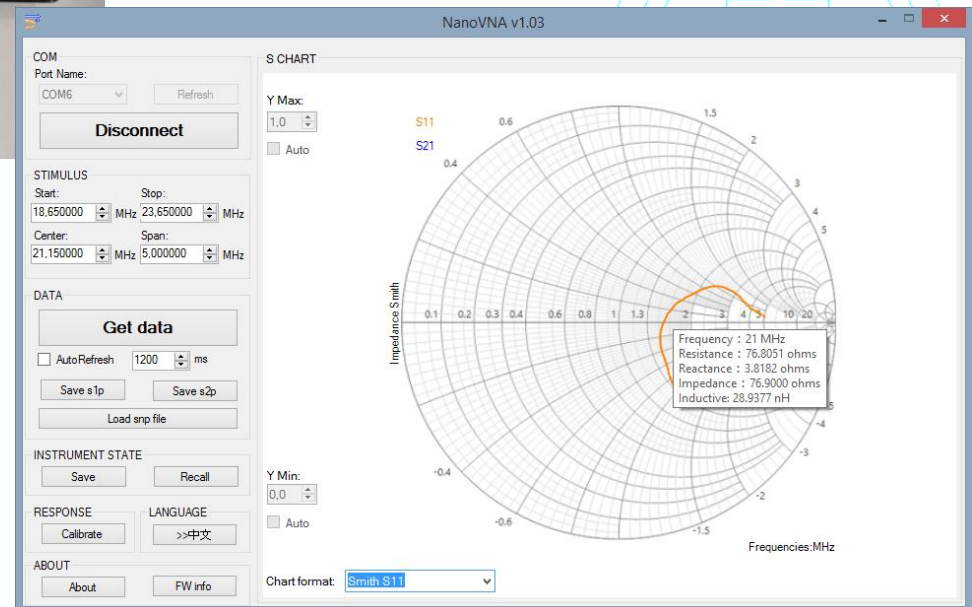 NanoVNA v1.03
COM
Port Name:
COM6
Refresh
Disconnect
STIMULUS
Start: Stop:
18,650000 MHz 23,650000 MHz
Center: Span:
21,150000 MHz 5,000000 MHz
DATA
Get data
AutoRefresh 1200 ms
Save s1p Save s2p
Load snp file
INSTRUMENT STATE
Save Recall
RESPONSE LANGUAGE
Calibrate >>中文
ABOUT
About FW info
S CHART
Y Max:
1,0
Auto
S11
S21
0.4
0.6
1.5
2
3
4
5
Impedance Smith
0.1 0.2 0.3 0.4 0.6 0.8 1 1.3 2 3 4 5 10 20
Frequency : 21 MHz
Resistance : 76.8051 ohms
Reactance : 3.8182 ohms
Impedance : 76.9000 ohms
Inductive: 28.9377 nH
-4
-3
-2
-1.5
-0.6
-0.4
Y Min:
0,0
Auto
Frequencies:MHz
Chart format: Smith S11